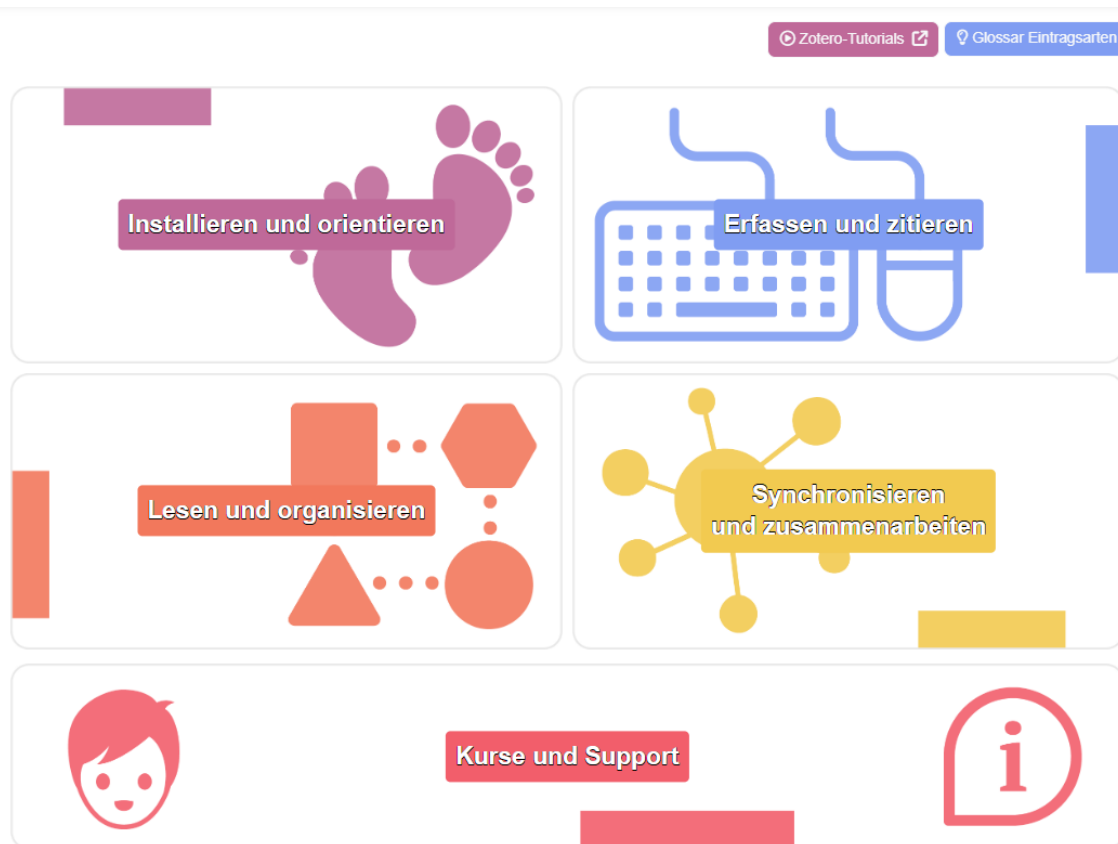 Zotero-Tutorials
Glossar Eintragsarten
Installieren und orientieren
Erfassen und zitieren
Lesen und organisieren
Synchronisieren
und zusammenarbeiten
Kurse und Support
i